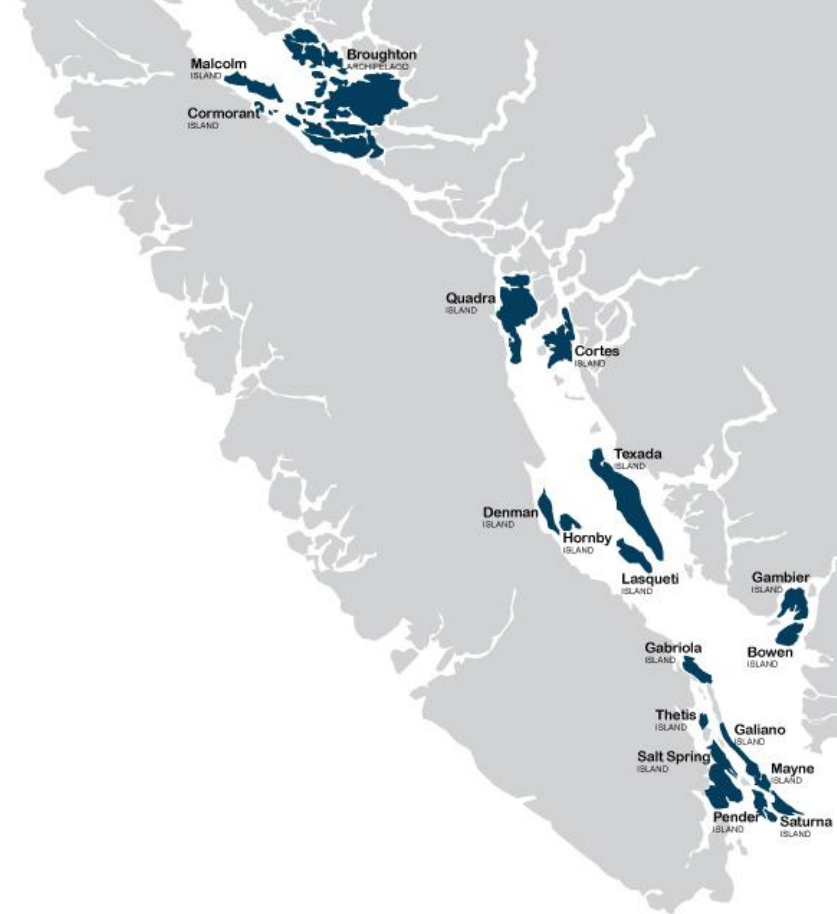 Broughton
ARCHIPELAGO
Malcolm
ISLAND
Cormorant
ISLAND
Quadra
ISLAND
Cortes
ISLAND
Texada
ISLAND
Denman
ISLAND
Hornby
ISLAND
Lasqueti
ISLAND
Gambier
ISLAND
Bowen
ISLAND
Gabriola
ISLAND
Thetis
ISLAND
Galiano
ISLAND
Salt Spring
ISLAND
Mayne
ISLAND
Pender
ISLAND
Saturna
ISLAND